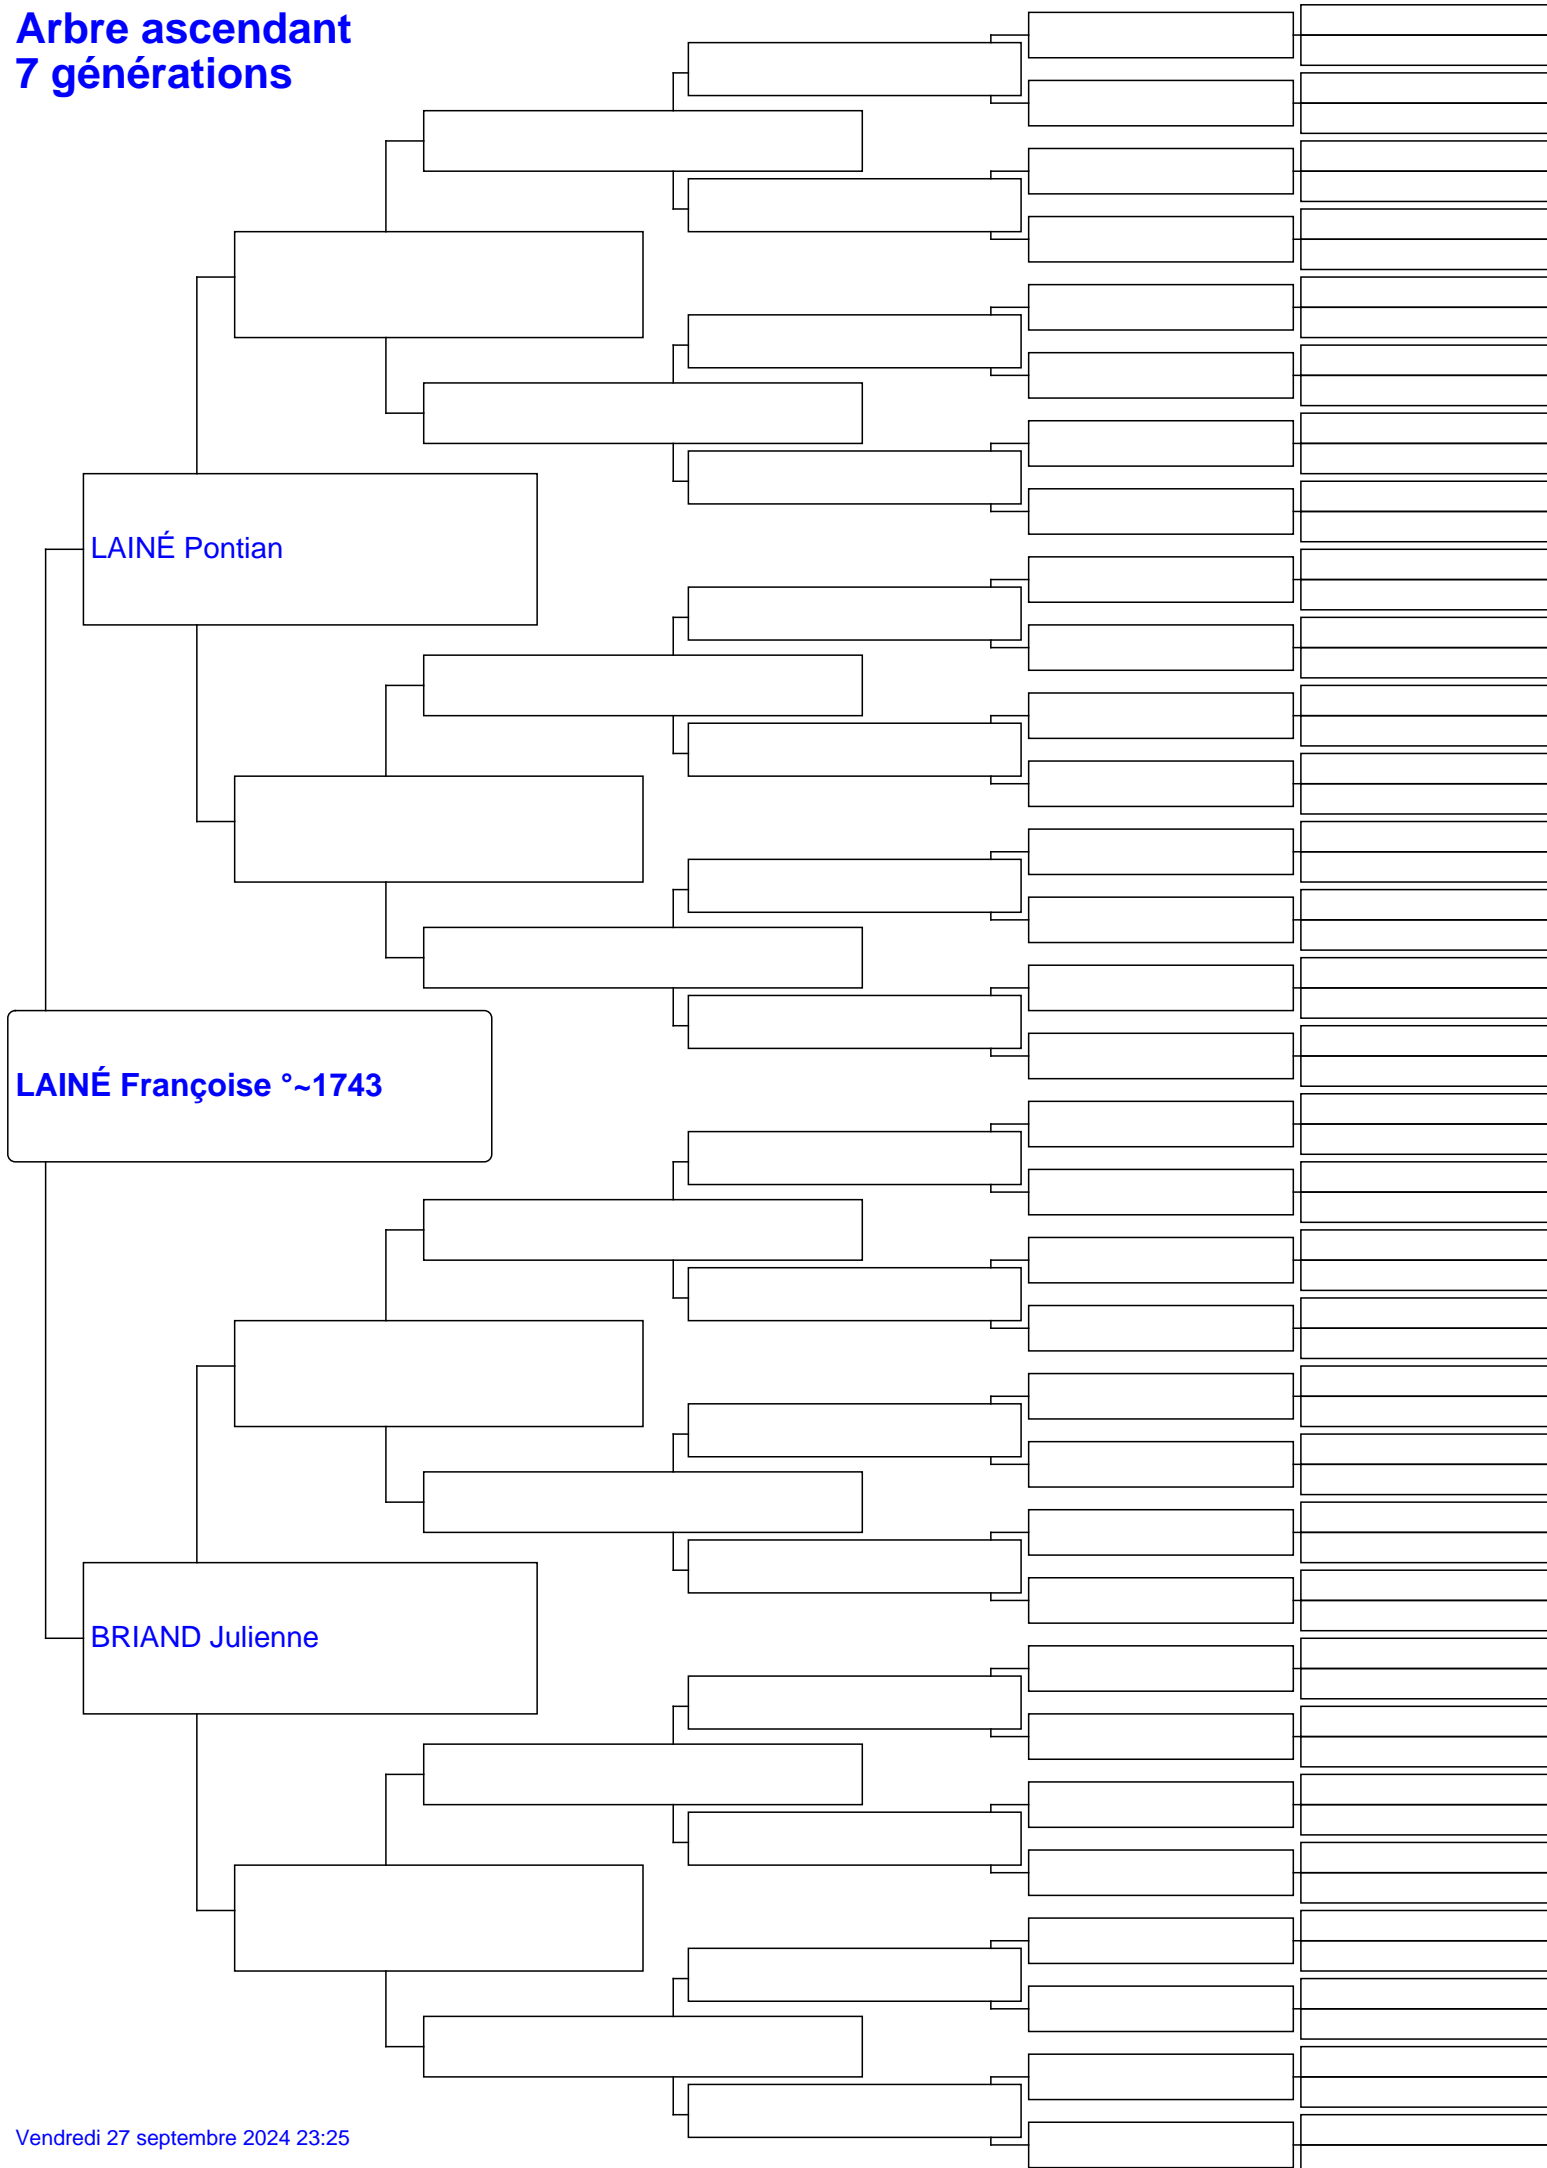 Arbre ascendant
7 générations
LAINÉ Pontian
LAINÉ Françoise °~1743
BRIAND Julienne
Vendredi 27 septembre 2024 23:25